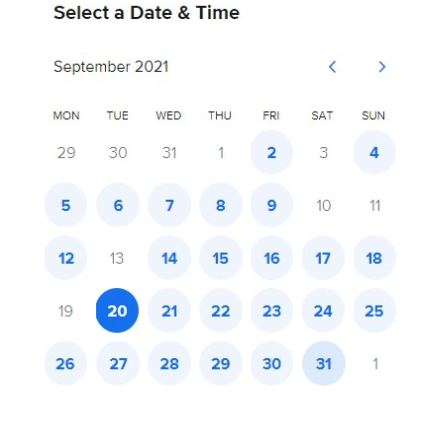 Select a Date & Time
September 2021
MON TUE WED THU FRI SAT SUN
29 30 31 1 2 3 4
5 6 7 8 9 10 11
12 13 14 15 16 17 18
19 20 21 22 23 24 25
26 27 28 29 30 31 1